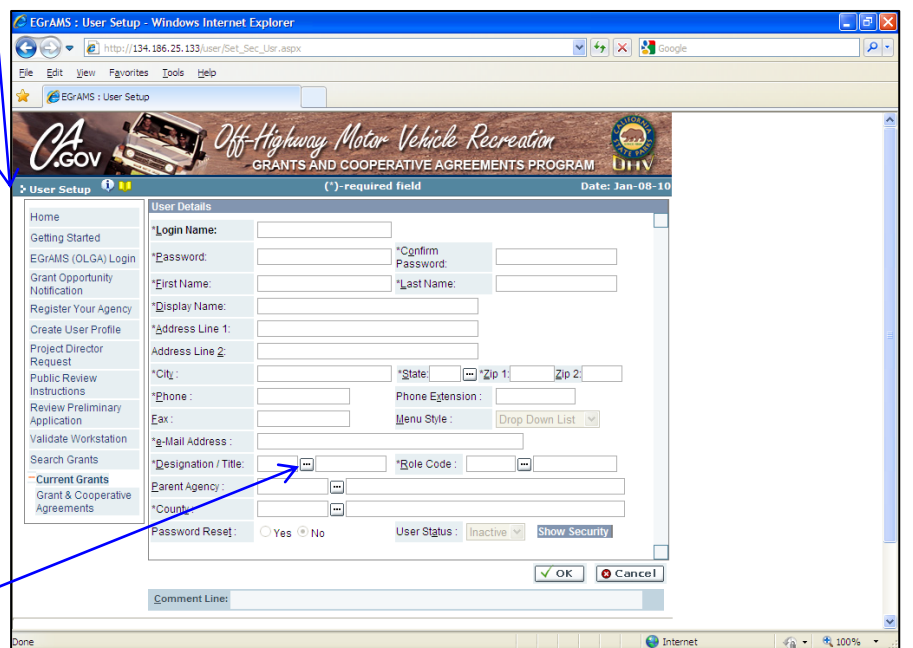 EGrAMS : User Setup - Windows Internet Explorer
http://134.186.25.133/user/Set_Sec_Usr.aspx
Google
File Edit View Favorites Tools Help
EGrAMS : User Setup
CA.GOV
Off-Highway Motor Vehicle Recreation
GRANTS AND COOPERATIVE AGREEMENTS PROGRAM
CALIFORNIA
STATE PARKS
OHV
User Setup (*)-required field Date: Jan-08-10
Home
Getting Started
EGrAMS (OLGA) Login
Grant Opportunity
Notification
Register Your Agency
Create User Profile
Project Director
Request
Public Review
Instructions
Review Preliminary
Application
Validate Workstation
Search Grants
Current Grants
Grant & Cooperative
Agreements
User Details
*Login Name:
*Password: *Confirm
Password:
*First Name: *Last Name:
*Display Name:
*Address Line 1:
Address Line 2:
*City : *State: *Zip 1: Zip 2:
*Phone : Phone Extension :
Fax : Menu Style : Drop Down List
*e-Mail Address :
*Designation / Title: *Role Code :
Parent Agency :
*County :
Password Reset : Yes No User Status : Inactive Show Security
OK Cancel
Comment Line:
Done Internet 100%